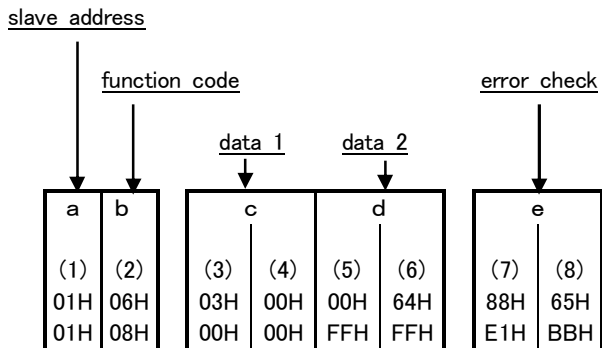 slave address
function code
error check
data 1
data 2
a b c d e
(1) (2) (3) (4) (5) (6) (7) (8)
01H 06H 03H 00H 00H 64H 88H 65H
01H 08H 00H 00H FFH FFH E1H BBH